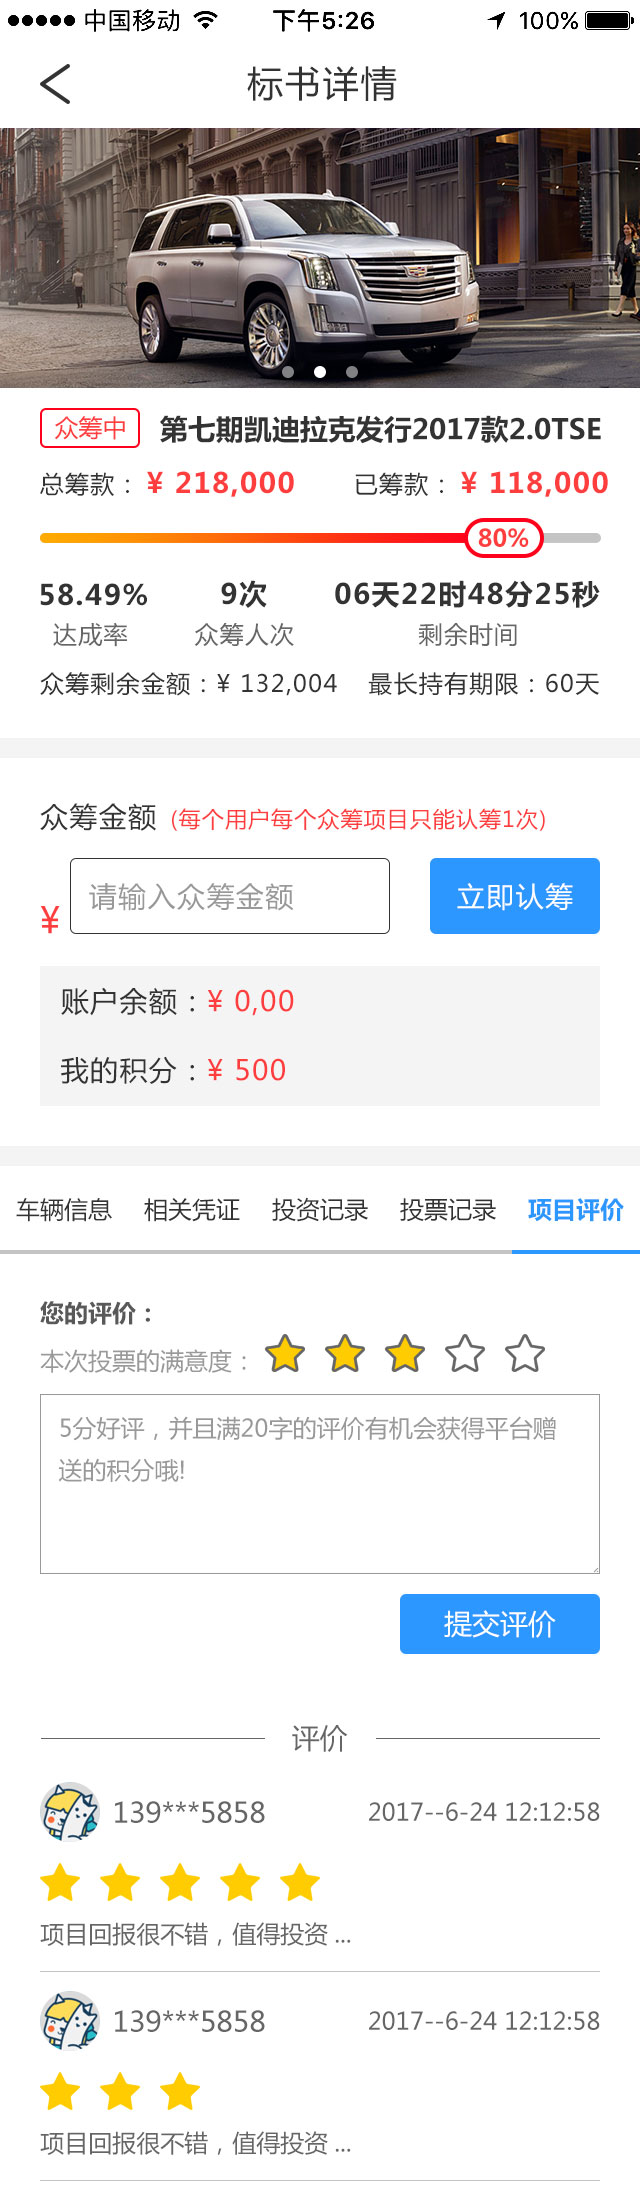 中国移动 下午5:26 100%
标书详情
众筹中 第七期凯迪拉克发行2017款2.0TSE
总筹款： ¥ 218,000 已筹款： ¥ 118,000
80%
58.49% 9次 06天22时48分25秒
达成率 众筹人次 剩余时间
众筹剩余金额：¥ 132,004 最长持有期限：60天
众筹金额 (每个用户每个众筹项目只能认筹1次)
¥ 请输入众筹金额 立即认筹
账户余额：¥ 0,00
我的积分：¥ 500
车辆信息 相关凭证 投资记录 投票记录 项目评价
您的评价：
本次投票的满意度：
5分好评，并且满20字的评价有机会获得平台赠
送的积分哦!
提交评价
评价
139***5858 2017--6-24 12:12:58
项目回报很不错，值得投资 ...
139***5858 2017--6-24 12:12:58
项目回报很不错，值得投资 ...